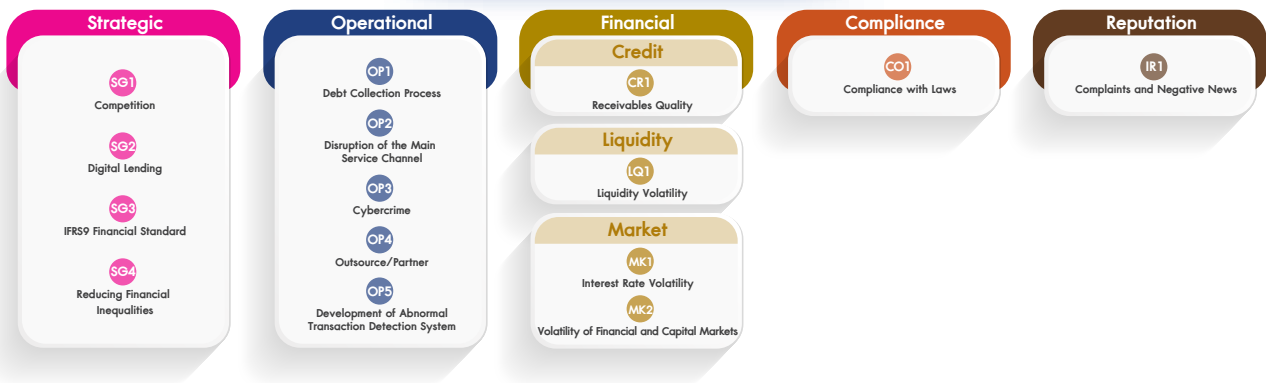 Strategic
SG1
Competition
SG2
Digital Lending
SG3
IFRS9 Financial Standard
SG4
Reducing Financial
Inequalities
Operational
OP1
Debt Collection Process
OP2
Disruption of the Main
Service Channel
OP3
Cybercrime
OP4
Outsource/Partner
OP5
Development of Abnormal
Transaction Detection System
Financial
Credit
CR1
Receivables Quality
Liquidity
LQ1
Liquidity Volatility
Market
MK1
Interest Rate Volatility
MK2
Volatility of Financial and Capital Markets
Compliance
CO1
Compliance with Laws
Reputation
IR1
Complaints and Negative News